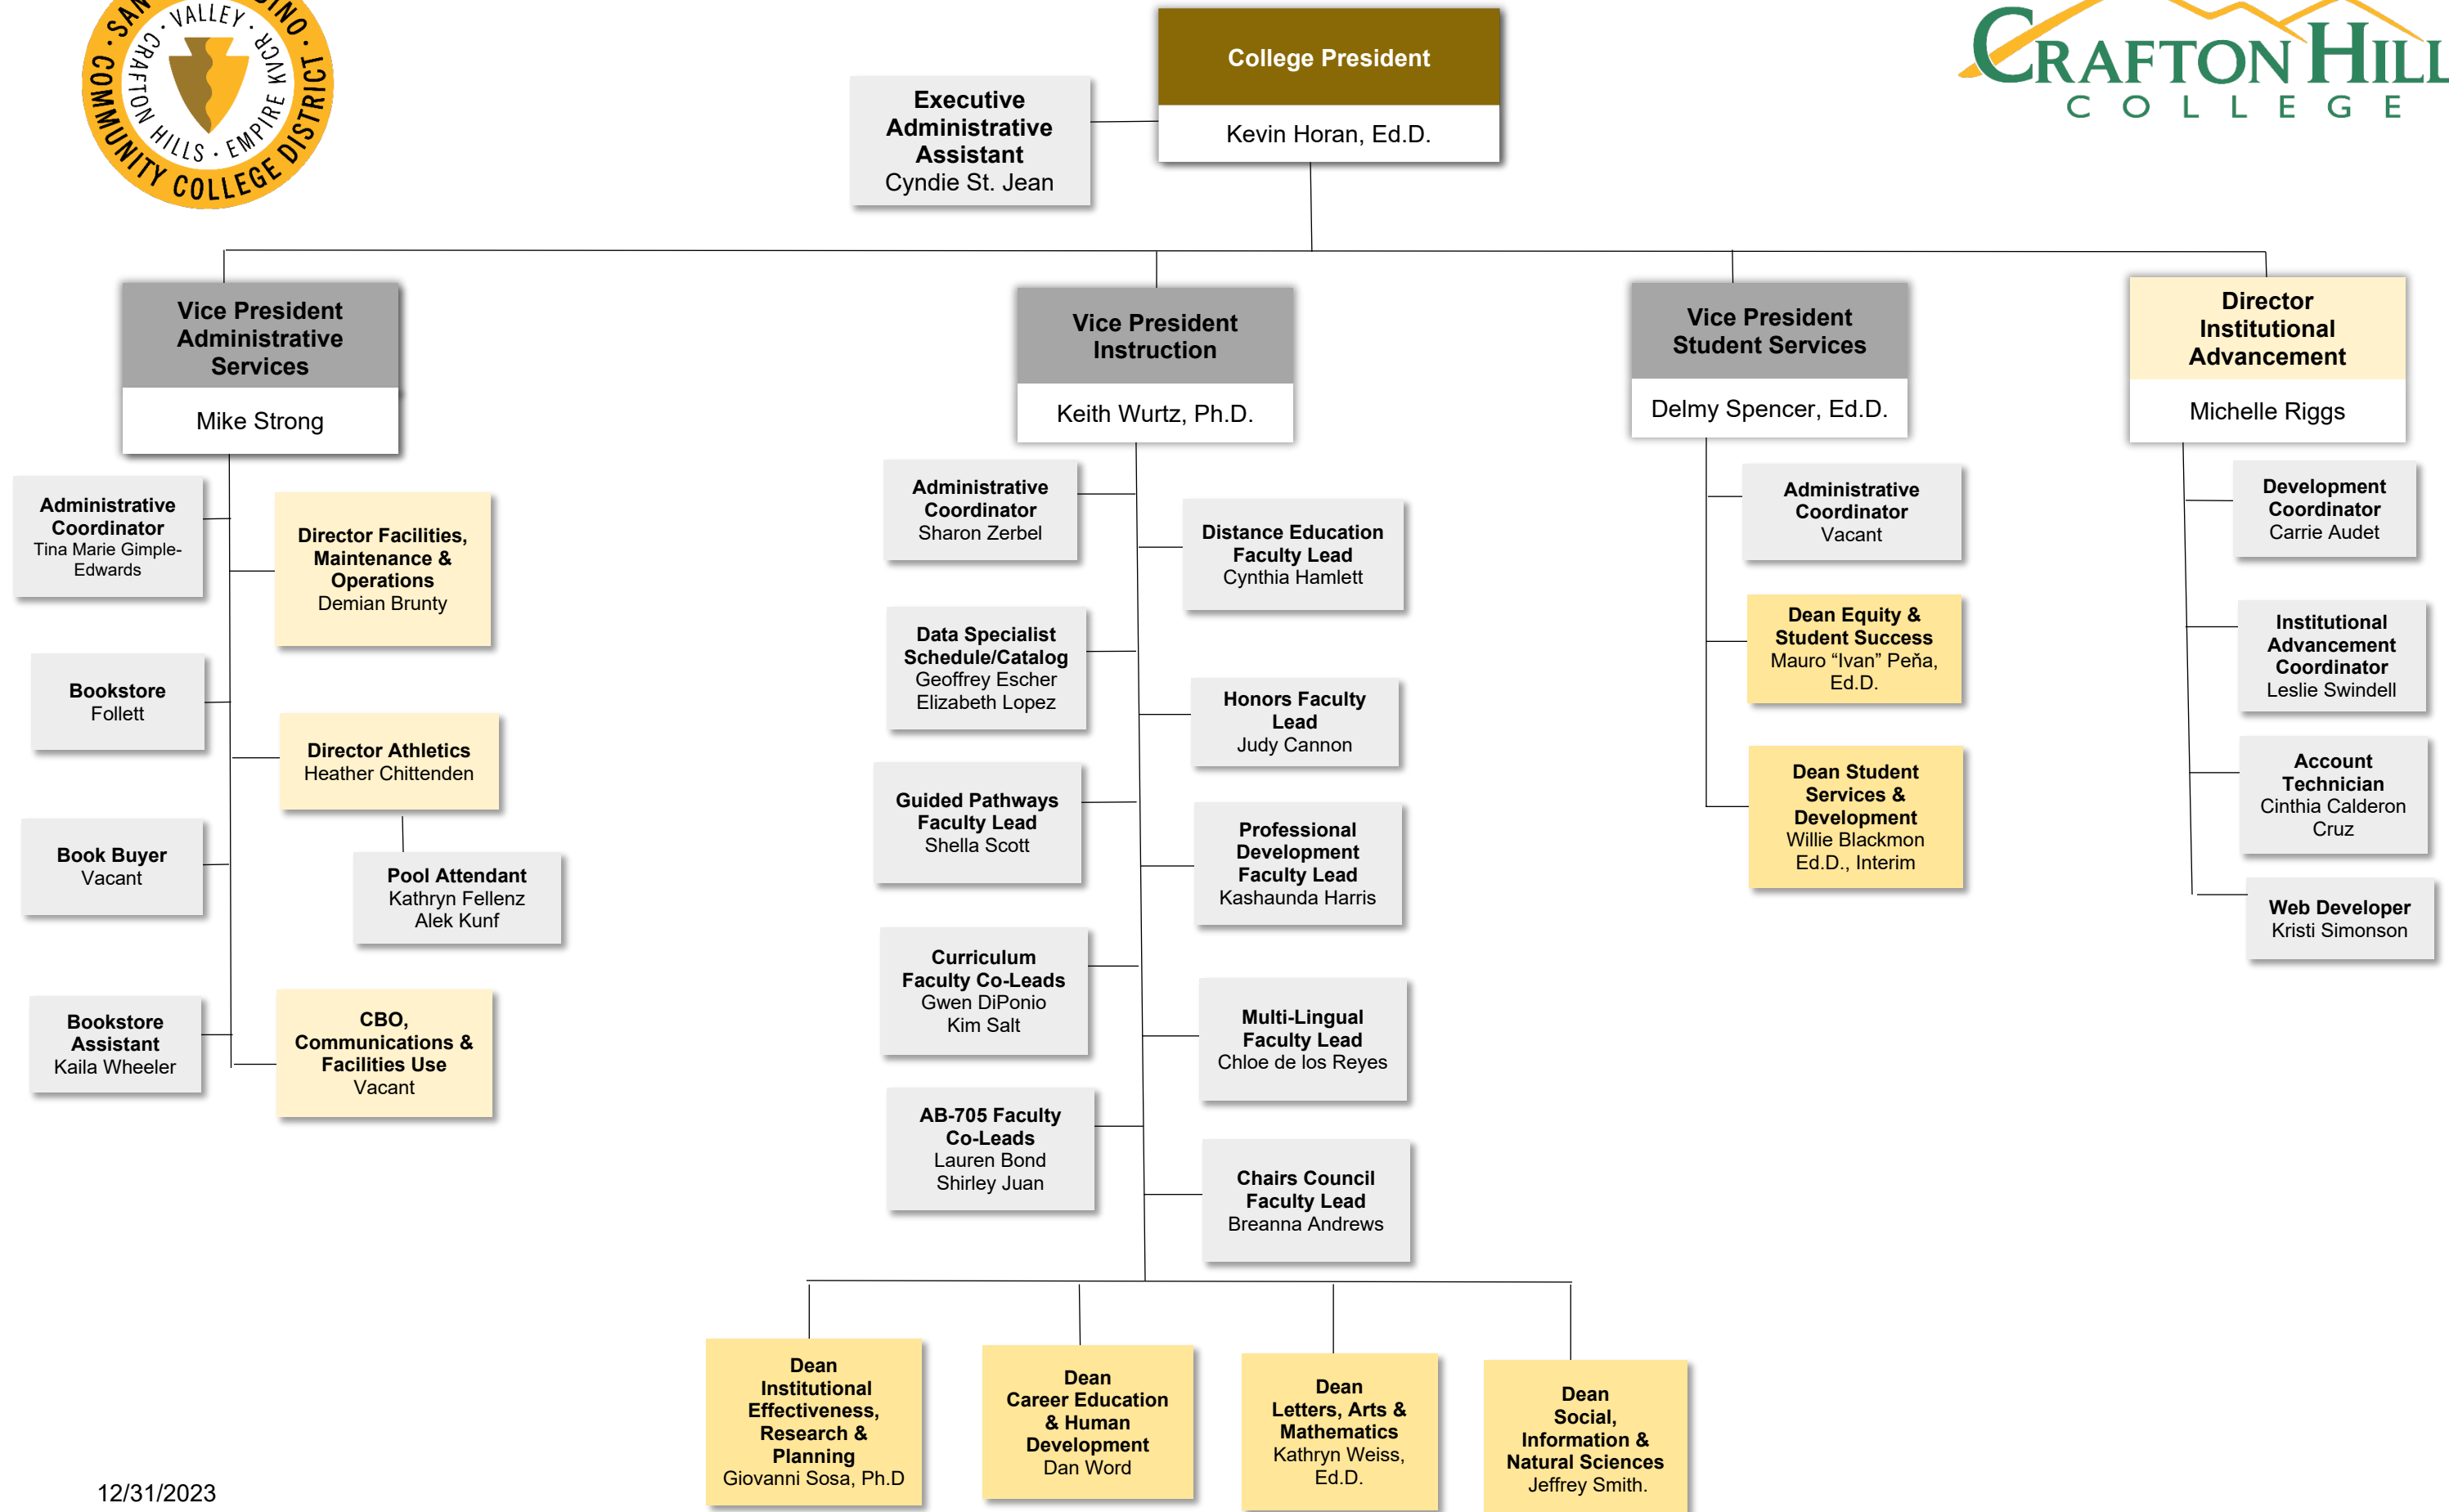 SAN
DINO · DISTRICT
COMMUNITY COLLEGE
· VALLEY ·
KVCR
CRAFTON HILLS · EMPIRE
CRAFTON HILL
COLLEGE
College President
Kevin Horan, Ed.D.
Executive
Administrative
Assistant
Cyndie St. Jean
Vice President
Administrative
Services
Mike Strong
Administrative
Coordinator
Tina Marie Gimple-
Edwards
Director Facilities,
Maintenance &
Operations
Demian Brunty
Bookstore
Follett
Director Athletics
Heather Chittenden
Book Buyer
Vacant
Pool Attendant
Kathryn Fellenz
Alek Kunf
Bookstore
Assistant
Kaila Wheeler
CBO,
Communications &
Facilities Use
Vacant
Vice President
Instruction
Keith Wurtz, Ph.D.
Administrative
Coordinator
Sharon Zerbel
Distance Education
Faculty Lead
Cynthia Hamlett
Data Specialist
Schedule/Catalog
Geoffrey Escher
Elizabeth Lopez
Honors Faculty
Lead
Judy Cannon
Guided Pathways
Faculty Lead
Shella Scott
Professional
Development
Faculty Lead
Kashaunda Harris
Curriculum
Faculty Co-Leads
Gwen DiPonio
Kim Salt
Multi-Lingual
Faculty Lead
Chloe de los Reyes
AB-705 Faculty
Co-Leads
Lauren Bond
Shirley Juan
Chairs Council
Faculty Lead
Breanna Andrews
Dean
Institutional
Effectiveness,
Research &
Planning
Giovanni Sosa, Ph.D
Dean
Career Education
& Human
Development
Dan Word
Dean
Letters, Arts &
Mathematics
Kathryn Weiss,
Ed.D.
Dean
Social,
Information &
Natural Sciences
Jeffrey Smith.
Vice President
Student Services
Delmy Spencer, Ed.D.
Administrative
Coordinator
Vacant
Dean Equity &
Student Success
Mauro “Ivan” Peňa,
Ed.D.
Dean Student
Services &
Development
Willie Blackmon
Ed.D., Interim
Director
Institutional
Advancement
Michelle Riggs
Development
Coordinator
Carrie Audet
Institutional
Advancement
Coordinator
Leslie Swindell
Account
Technician
Cinthia Calderon
Cruz
Web Developer
Kristi Simonson
12/31/2023